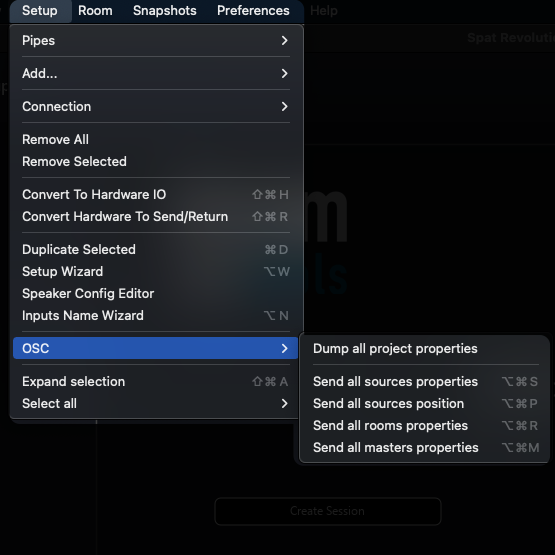 Setup Room Snapshots Preferences Help
Pipes
Spat Revoluti
Add...
Connection
Remove All
Remove Selected
Convert To Hardware IO ⇧⌘H
Convert Hardware To Send/Return ⇧⌘R
m
Duplicate Selected ⌘D
Setup Wizard ⌥W
ls
Speaker Config Editor
Inputs Name Wizard ⌥N
OSC
Dump all project properties
Expand selection ⇧⌘A
Select all
Send all sources properties ⌥⌘S
Send all sources position ⌥⌘P
Send all rooms properties ⌥⌘R
Send all masters properties ⌥⌘M
Create Session